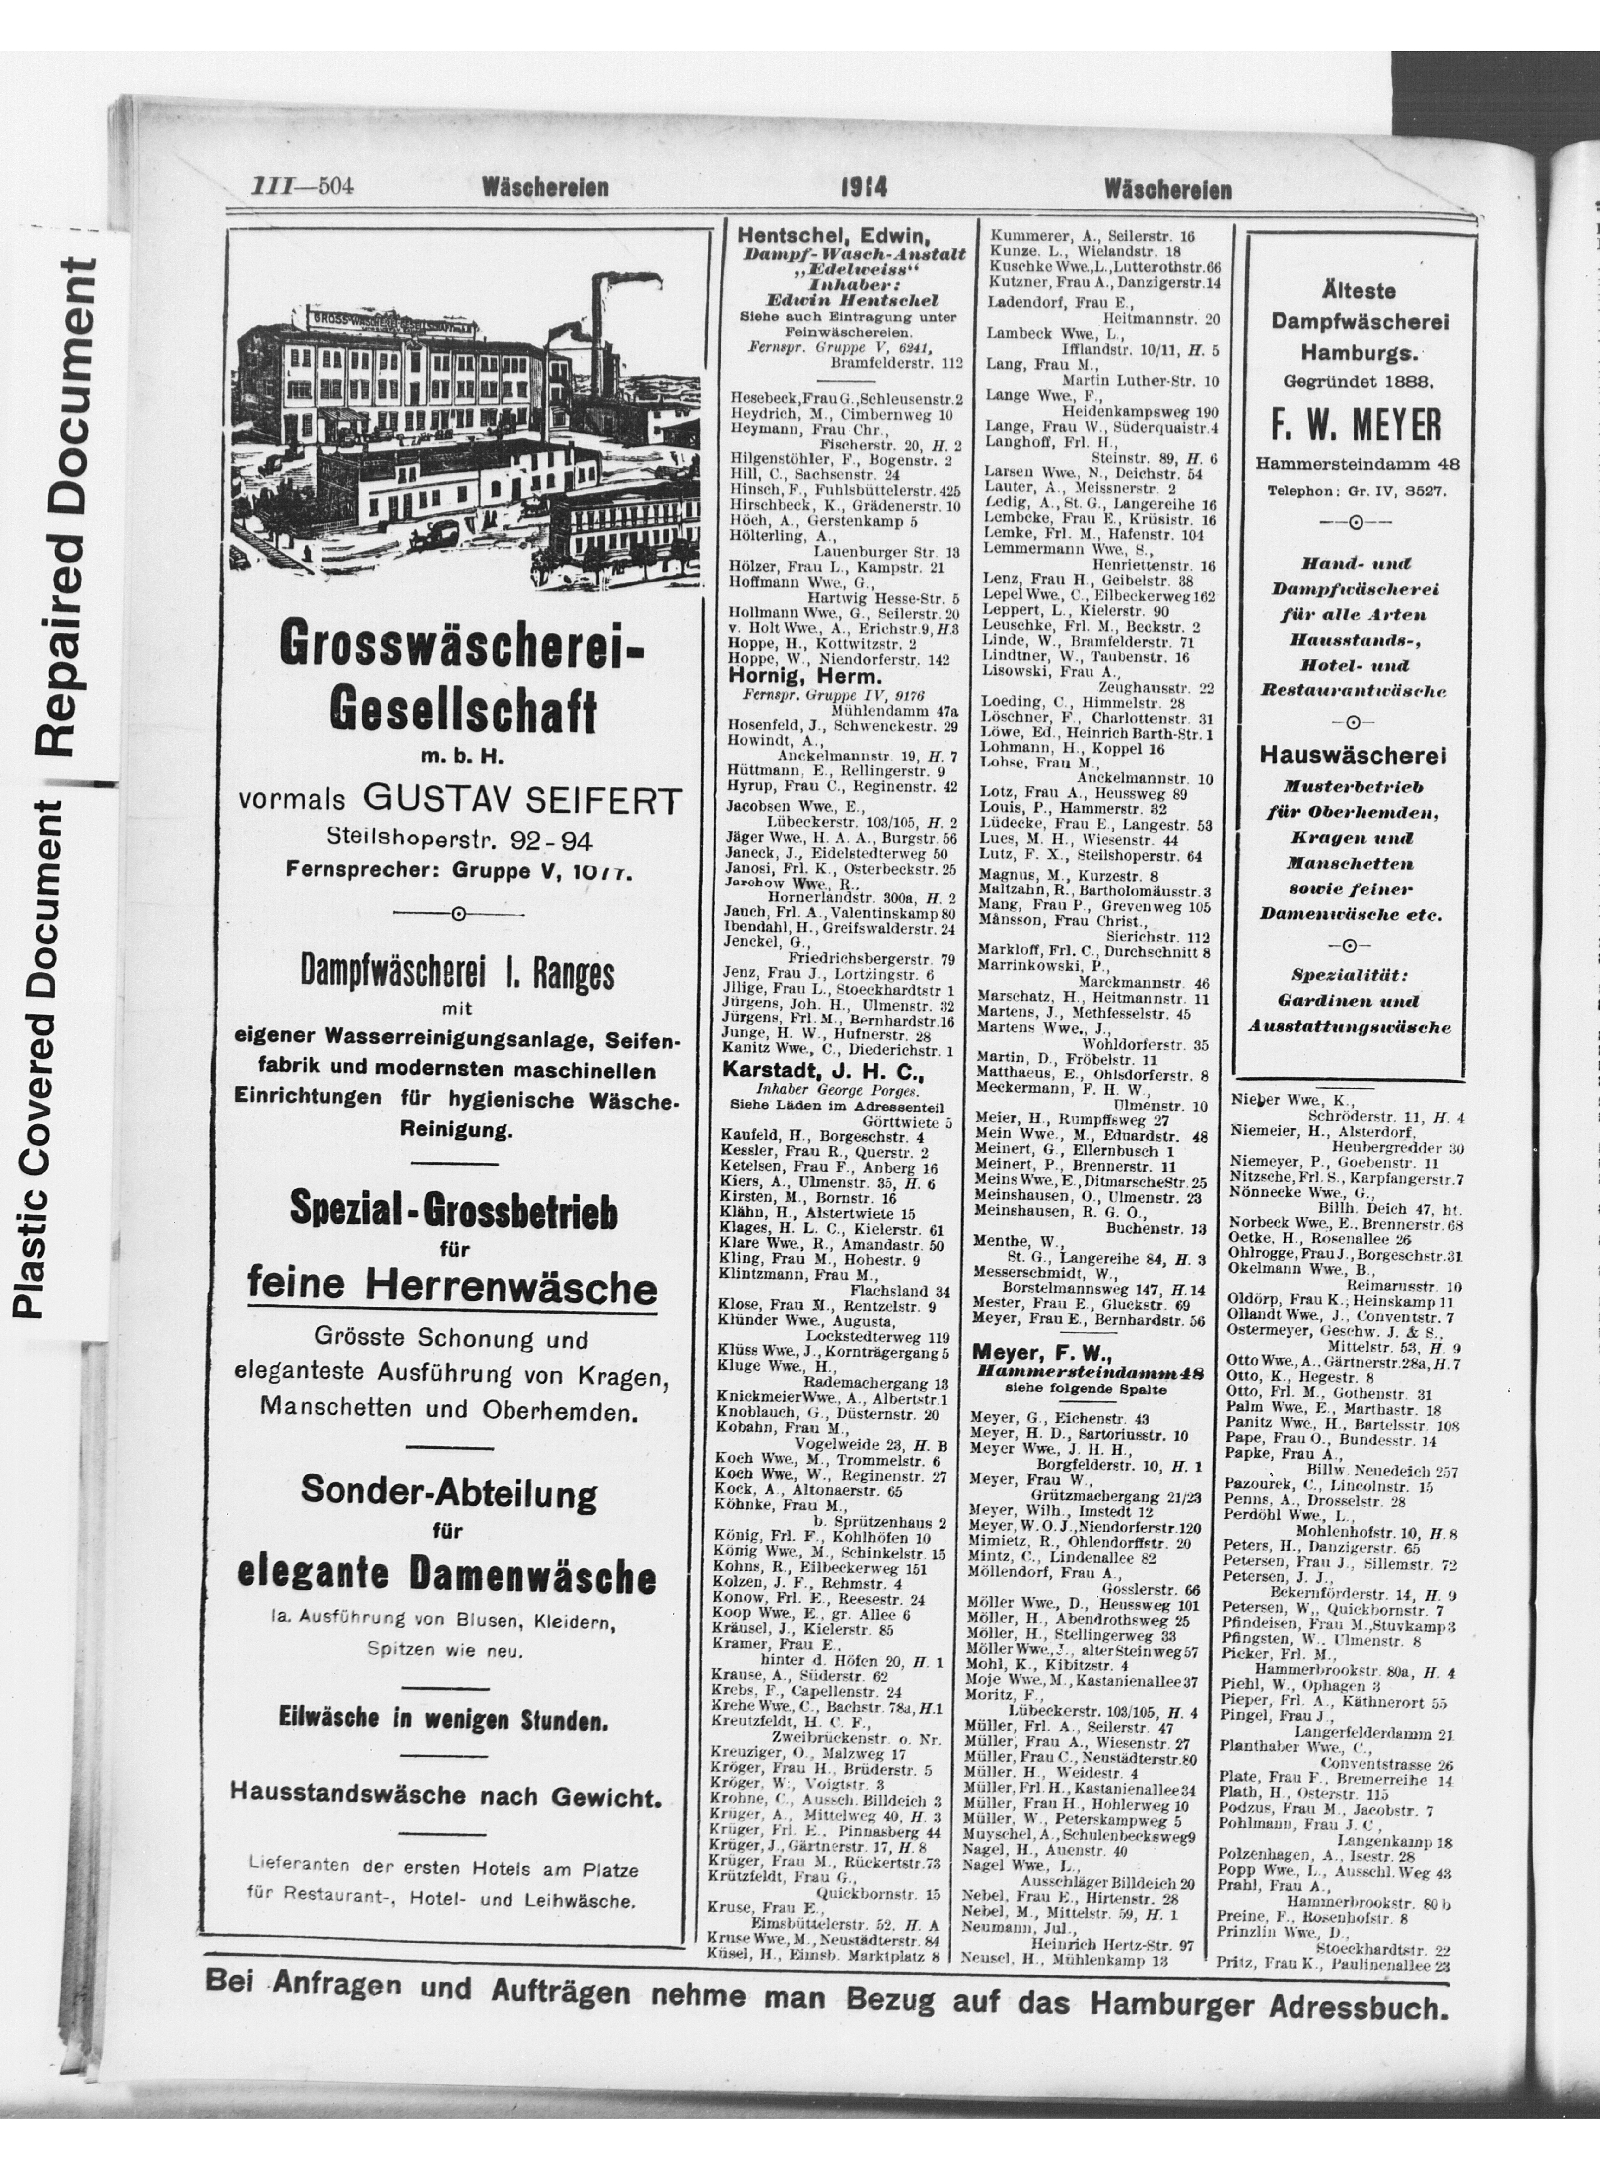 Plastic Covered Document
Repaired Document
III—504
Wäschereien
1914
Wäschereien
GROSS-WÄSCHEREI-GESELLSCHAFT
Grosswäscherei-
Gesellschaft
m. b. H.
vormals GUSTAV SEIFERT
Steilshoperstr. 92-94
Fernsprecher: Gruppe V, 1077.
Dampfwäscherei I. Ranges
mit
eigener Wasserreinigungsanlage, Seifen-
fabrik und modernsten maschinellen
Einrichtungen für hygienische Wäsche-
Reinigung.
Spezial-Grossbetrieb
für
feine Herrenwäsche
Grösste Schonung und
eleganteste Ausführung von Kragen,
Manschetten und Oberhemden.
Sonder-Abteilung
für
elegante Damenwäsche
Ia. Ausführung von Blusen, Kleidern,
Spitzen wie neu.
Eilwäsche in wenigen Stunden.
Hausstandswäsche nach Gewicht.
Lieferanten der ersten Hotels am Platze
für Restaurant-, Hotel- und Leihwäsche.
Hentschel, Edwin,
Dampf-Wasch-Anstalt
„Edelweiss“
Inhaber:
Edwin Hentschel
Siehe auch Eintragung unter
Feinwäschereien.
Fernspr. Gruppe V, 6241,
Bramfelderstr. 112
Hesebeck, Frau G., Schleusenstr. 2
Heydrich, M., Cimbernweg 10
Heymann, Frau Chr.,
Fischerstr. 20, H. 2
Hilgenstöhler, F., Bogenstr. 2
Hill, C., Sachsenstr. 24
Hinsch, F., Fuhlsbüttelerstr. 425
Hirschbeck, K., Grädenerstr. 10
Höch, A., Gerstenkamp 5
Hölterling, A.,
Lauenburger Str. 13
Hölzer, Frau L., Kampstr. 21
Hoffmann Wwe., G.,
Hartwig Hesse-Str. 5
Hollmann Wwe., G., Seilerstr. 20
v. Holt Wwe., A., Erichstr. 9, H. 3
Hoppe, H., Kottwitzstr. 2
Hoppe, W., Niendorferstr. 142
Hornig, Herm.
Fernspr. Gruppe IV, 9176
Mühlendamm 47a
Hosenfeld, J., Schwenckestr. 29
Howindt, A.,
Anckelmannstr. 19, H. 7
Hüttmann, E., Rellingerstr. 9
Hyrup, Frau C., Reginenstr. 42
Jacobsen Wwe., E.,
Lübeckerstr. 103/105, H. 2
Jäger Wwe., H. A. A., Burgstr. 56
Janeck, J., Eidelstedterweg 50
Janosi, Frl. K., Osterbeckstr. 25
Jarchow Wwe., R.,
Hornerlandstr. 300a, H. 2
Jauch, Frl. A., Valentinskamp 80
Ibendahl, H., Greifswalderstr. 24
Jenckel, G.,
Friedrichsbergerstr. 79
Jenz, Frau J., Lortzingstr. 6
Jllige, Frau L., Stoeckhardtstr 1
Jürgens, Joh. H., Ulmenstr. 32
Jürgens, Frl. M., Bernhardstr. 16
Junge, H. W., Hufnerstr. 28
Kanitz Wwe., C., Diederichstr. 1
Karstadt, J. H. C.,
Inhaber George Porges.
Siehe Läden im Adressenteil
Görttwiete 5
Kaufeld, H., Borgeschstr. 4
Kessler, Frau R., Querstr. 2
Ketelsen, Frau F., Anberg 16
Kiers, A., Ulmenstr. 35, H. 6
Kirsten, M., Bornstr. 16
Klähn, H., Alstertwiete 15
Klages, H. L. C., Kielerstr. 61
Klare Wwe., R., Amandastr. 50
Kling, Frau M., Hohestr. 9
Klintzmann, Frau M.,
Flachsland 34
Klose, Frau M., Rentzelstr. 9
Klünder Wwe., Augusta,
Lockstedterweg 119
Klüss Wwe., J., Kornträgergang 5
Kluge Wwe., H.,
Rademachergang 13
Knickmeier Wwe., A., Albertstr. 1
Knoblauch, G., Düsternstr. 20
Kobahn, Frau M.,
Vogelweide 23, H. B
Koch Wwe., M., Trommelstr. 6
Koch Wwe., W., Reginenstr. 27
Kock, A., Altonaerstr. 65
Köhnke, Frau M.,
b. Sprützenhaus 2
König, Frl. F., Kohlhöfen 10
König Wwe., M., Schinkelstr. 15
Kohns, R., Eilbeckerweg 151
Kolzen, J. F., Rehmstr. 4
Konow, Frl. E., Reesestr. 24
Koop Wwe., E., gr. Allee 6
Kräusel, J., Kielerstr. 85
Kramer, Frau E.,
hinter d. Höfen 20, H. 1
Krause, A., Süderstr. 62
Krebs, F., Capellenstr. 24
Krehe Wwe., C., Bachstr. 78a, H. 1
Kreutzfeldt, H. C. F.,
Zweibrückenstr. o. Nr.
Kreuziger, O., Malzweg 17
Kröger, Frau H., Brüderstr. 5
Kröger, W., Voigtstr. 3
Krohne, C., Aussch. Billdeich 3
Krüger, A., Mittelweg 40, H. 3
Krüger, Frl. E., Pinnasberg 44
Krüger, J., Gärtnerstr. 17, H. 8
Krüger, Frau M., Rückertstr. 73
Krützfeldt, Frau G.,
Quickbornstr. 15
Kruse, Frau E.,
Eimsbüttelerstr. 52, H. A
Kruse Wwe., M., Neustädterstr. 84
Küsel, H., Eimsb. Marktplatz 8
Kummerer, A., Seilerstr. 16
Kunze, L., Wielandstr. 18
Kuschke Wwe., L., Lutterothstr. 66
Kutzner, Frau A., Danzigerstr. 14
Ladendorf, Frau E.,
Heitmannstr. 20
Lambeck Wwe., L.,
Ifflandstr. 10/11, H. 5
Lang, Frau M.,
Martin Luther-Str. 10
Lange Wwe., F.,
Heidenkampsweg 190
Lange, Frau W., Süderquaistr. 4
Langhoff, Frl. H.,
Steinstr. 89, H. 6
Larsen Wwe., N., Deichstr. 54
Lauter, A., Meissnerstr. 2
Ledig, A., St. G., Langereihe 16
Lembcke, Frau E., Krüsistr. 16
Lemke, Frl. M., Hafenstr. 104
Lemmermann Wwe., S.,
Henriettenstr. 16
Lenz, Frau H., Geibelstr. 38
Lepel Wwe., C., Eilbeckerweg 162
Leppert, L., Kielerstr. 90
Leuschke, Frl. M., Beckstr. 2
Linde, W., Bramfelderstr. 71
Lindtner, W., Taubenstr. 16
Lisowski, Frau A.,
Zeughausstr. 22
Loeding, C., Himmelstr. 28
Löschner, F., Charlottenstr. 31
Löwe, Ed., Heinrich Barth-Str. 1
Lohmann, H., Koppel 16
Lohse, Frau M.,
Anckelmannstr. 10
Lotz, Frau A., Heussweg 89
Louis, P., Hammerstr. 32
Lüdecke, Frau E., Langestr. 53
Lues, M. H., Wiesenstr. 44
Lutz, F. X., Steilshoperstr. 64
Magnus, M., Kurzestr. 8
Maltzahn, R., Bartholomäusstr. 3
Mang, Frau P., Grevenweg 105
Månsson, Frau Christ.,
Sierichstr. 112
Markloff, Frl. C., Durchschnitt 8
Marrinkowski, P.,
Marckmannstr. 46
Marschatz, H., Heitmannstr. 11
Martens, J., Methfesselstr. 45
Martens Wwe., J.,
Wohldorferstr. 35
Martin, D., Fröbelstr. 11
Matthaeus, E., Ohlsdorferstr. 8
Meckermann, F. H. W.,
Ulmenstr. 10
Meier, H., Rumpffsweg 27
Mein Wwe., M., Eduardstr. 48
Meinert, G., Ellernbusch 1
Meinert, P., Brennerstr. 11
Meins Wwe., E., Ditmarsche Str. 25
Meinshausen, O., Ulmenstr. 23
Meinshausen, R. G. O.,
Buchenstr. 13
Menthe, W.,
St. G., Langereihe 84, H. 3
Messerschmidt, W.,
Borstelmannsweg 147, H. 14
Mester, Frau E., Gluckstr. 69
Meyer, Frau E., Bernhardstr. 56
Meyer, F. W.,
Hammersteindamm 48
siehe folgende Spalte
Meyer, G., Eichenstr. 43
Meyer, H. D., Sartoriusstr. 10
Meyer Wwe., J. H. H.,
Borgfelderstr. 10, H. 1
Meyer, Frau W.,
Grützmachergang 21/23
Meyer, Wilh., Imstedt 12
Meyer, W. O. J., Niendorferstr. 120
Mimietz, R., Ohlendorffstr. 20
Mintz, C., Lindenallee 82
Möllendorf, Frau A.,
Gosslerstr. 66
Möller Wwe., D., Heussweg 101
Möller, H., Abendrothsweg 25
Möller, H., Stellingerweg 33
Möller Wwe., J., alter Steinweg 57
Mohl, K., Kibitzstr. 4
Moje Wwe., M., Kastanienallee 37
Moritz, F.,
Lübeckerstr. 103/105, H. 4
Müller, Frl. A., Seilerstr. 47
Müller, Frau A., Wiesenstr. 27
Müller, Frau C., Neustädterstr. 80
Müller, H., Weidestr. 4
Müller, Frl. H., Kastanienallee 34
Müller, Frau H., Hohlerweg 10
Müller, W., Peterskampweg 5
Muyschel, A., Schulenbecksweg 9
Nagel, H., Auenstr. 40
Nagel Wwe., L.,
Ausschläger Billdeich 20
Nebel, Frau E., Hirtenstr. 28
Nebel, M., Mittelstr. 59, H. 1
Neumann, Jul.,
Heinrich Hertz-Str. 97
Neusel, H., Mühlenkamp 13
Älteste
Dampfwäscherei
Hamburgs.
Gegründet 1888.
F. W. MEYER
Hammersteindamm 48
Telephon: Gr. IV, 3527.
Hand- und
Dampfwäscherei
für alle Arten
Hausstands-,
Hotel- und
Restaurantwäsche
Hauswäscherei
Musterbetrieb
für Oberhemden,
Kragen und
Manschetten
sowie feiner
Damenwäsche etc.
Spezialität:
Gardinen und
Ausstattungswäsche
Nieber Wwe., K.,
Schröderstr. 11, H. 4
Niemeier, H., Alsterdorf,
Heubergredder 30
Niemeyer, P., Goebenstr. 11
Nitzsche, Frl. S., Karpfangerstr. 7
Nönnecke Wwe., G.,
Billh. Deich 47, ht.
Norbeck Wwe., E., Brennerstr. 68
Oetke, H., Rosenallee 26
Ohlrogge, Frau J., Borgeschstr. 31
Okelmann Wwe., B.,
Reimarusstr. 10
Oldörp, Frau K., Heinskamp 11
Ollandt Wwe., J., Conventstr. 7
Ostermeyer, Geschw. J. & S.,
Mittelstr. 53, H. 9
Otto Wwe., A., Gärtnerstr. 28a, H. 7
Otto, K., Hegestr. 8
Otto, Frl. M., Gothenstr. 31
Palm Wwe., E., Marthastr. 18
Panitz Wwe., H., Bartelsstr. 108
Pape, Frau O., Bundesstr. 14
Papke, Frau A.,
Billw. Neuedeich 257
Pazourek, C., Lincolnstr. 15
Penns, A., Drosselstr. 28
Perdöhl Wwe., L.,
Mohlenhofstr. 10, H. 8
Peters, H., Danzigerstr. 65
Petersen, Frau J., Sillemstr. 72
Petersen, J. J.,
Eckernförderstr. 14, H. 9
Petersen, W., Quickbornstr. 7
Pfindeisen, Frau M., Stuvkamp 3
Pfingsten, W., Ulmenstr. 8
Picker, Frl. M.,
Hammerbrookstr. 80a, H. 4
Piehl, W., Ophagen 3
Pieper, Frl. A., Käthnerort 55
Pingel, Frau J.,
Langerfelderdamm 21
Planthaber Wwe., C.,
Conventstrasse 26
Plate, Frau F., Bremerreihe 14
Plath, H., Osterstr. 115
Podzus, Frau M., Jacobstr. 7
Pohlmann, Frau J. C.,
Langenkamp 18
Polzenhagen, A., Isestr. 28
Popp Wwe., L., Ausschl. Weg 43
Prahl, Frau A.,
Hammerbrookstr. 80 b
Preine, F., Rosenhofstr. 8
Prinzlin Wwe., D.,
Stoeckhardtstr. 22
Pritz, Frau K., Paulinenallee 23
Bei Anfragen und Aufträgen nehme man Bezug auf das Hamburger Adressbuch.